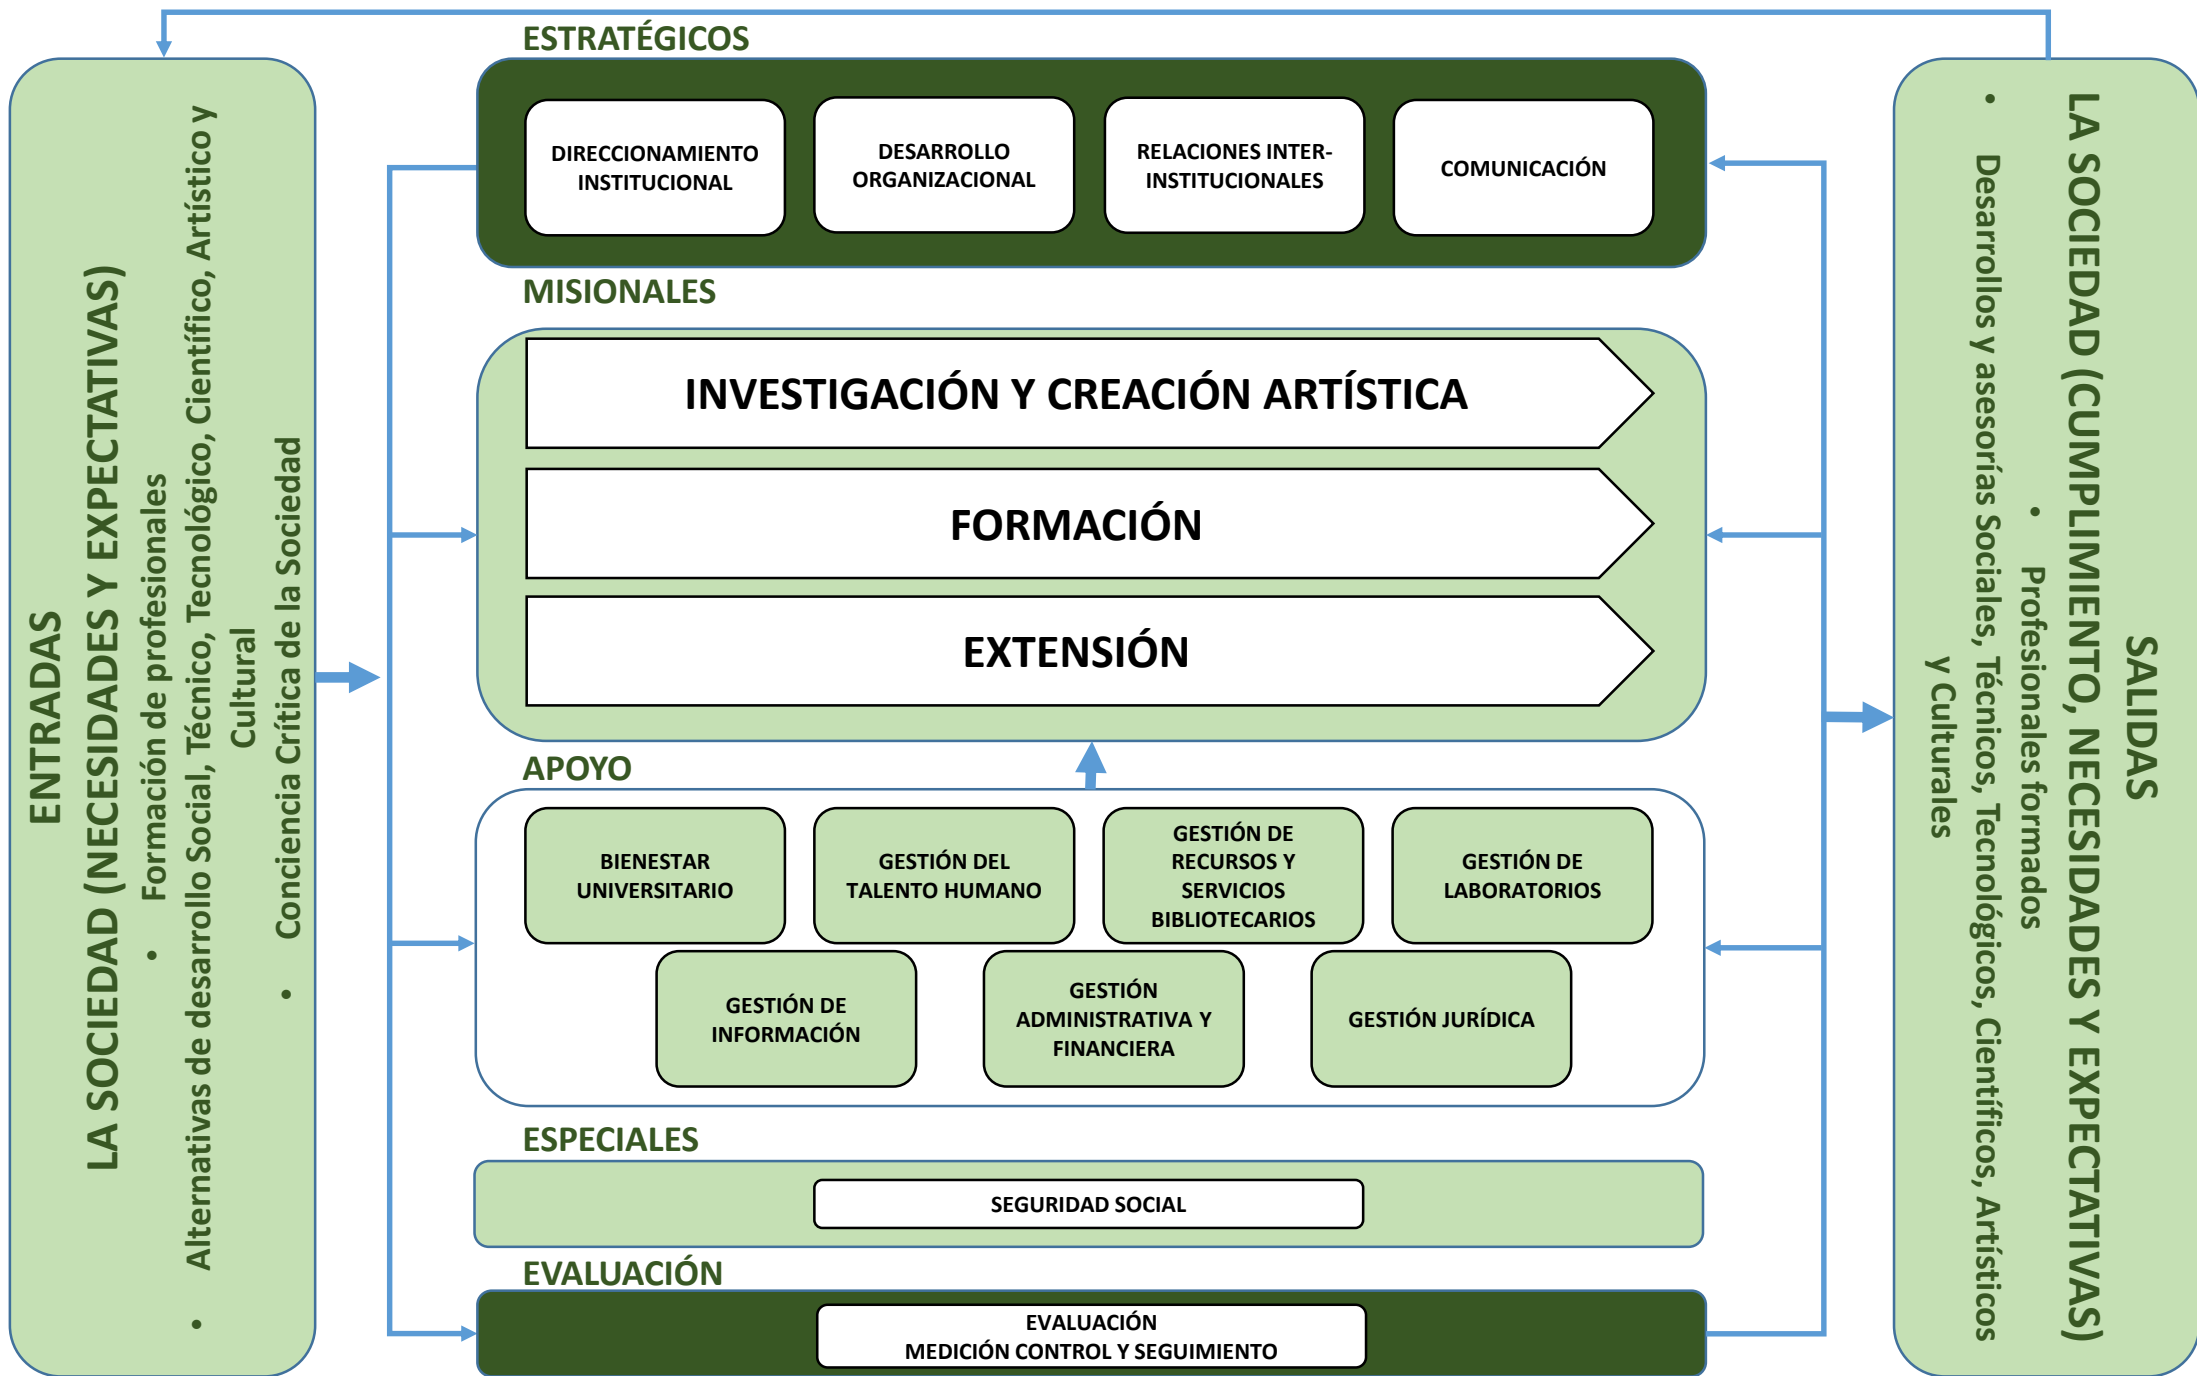 ENTRADAS
LA SOCIEDAD (NECESIDADES Y EXPECTATIVAS)
• Formación de profesionales
• Alternativas de desarrollo Social, Técnico, Tecnológico, Científico, Artístico y
Cultural
• Conciencia Crítica de la Sociedad
ESTRATÉGICOS
DIRECCIONAMIENTO
INSTITUCIONAL
DESARROLLO
ORGANIZACIONAL
RELACIONES INTER-
INSTITUCIONALES
COMUNICACIÓN
MISIONALES
INVESTIGACIÓN Y CREACIÓN ARTÍSTICA
FORMACIÓN
EXTENSIÓN
APOYO
BIENESTAR
UNIVERSITARIO
GESTIÓN DEL
TALENTO HUMANO
GESTIÓN DE
RECURSOS Y
SERVICIOS
BIBLIOTECARIOS
GESTIÓN DE
LABORATORIOS
GESTIÓN DE
INFORMACIÓN
GESTIÓN
ADMINISTRATIVA Y
FINANCIERA
GESTIÓN JURÍDICA
ESPECIALES
SEGURIDAD SOCIAL
EVALUACIÓN
EVALUACIÓN
MEDICIÓN CONTROL Y SEGUIMIENTO
SALIDAS
LA SOCIEDAD (CUMPLIMIENTO, NECESIDADES Y EXPECTATIVAS)
• Profesionales formados
• Desarrollos y asesorías Sociales, Técnicos, Tecnológicos, Científicos, Artísticos
y Culturales